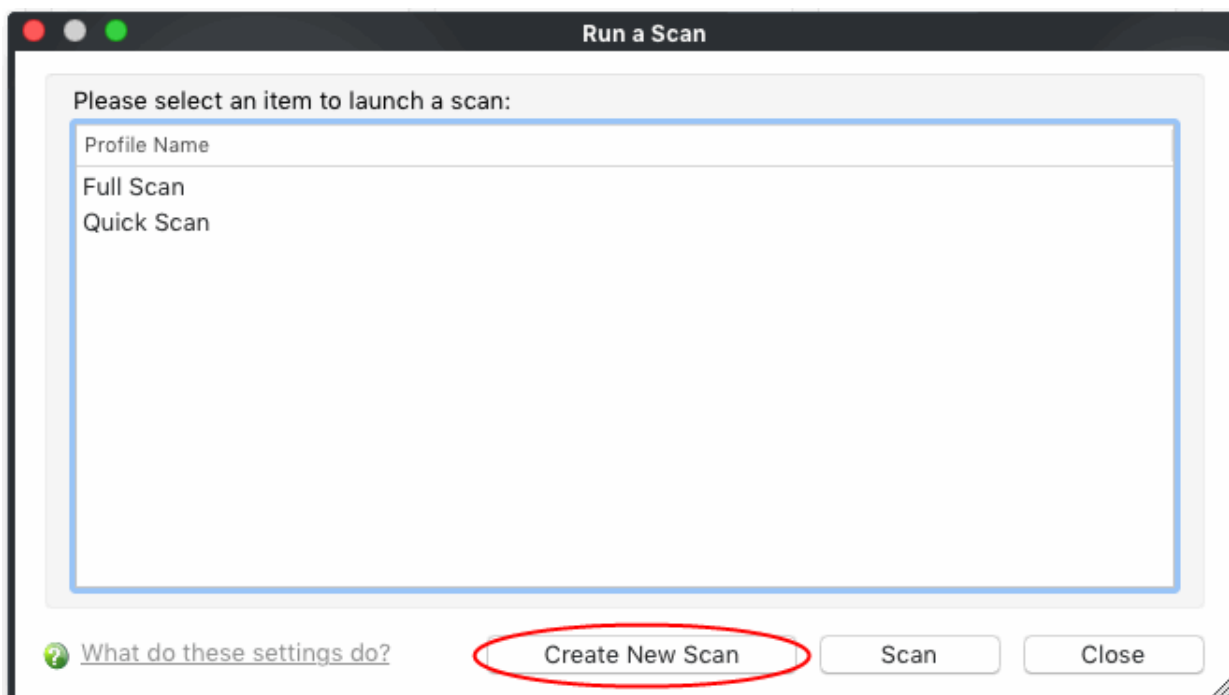 Run a Scan
Please select an item to launch a scan:
Profile Name
Full Scan
Quick Scan
What do these settings do?
Create New Scan
Scan
Close